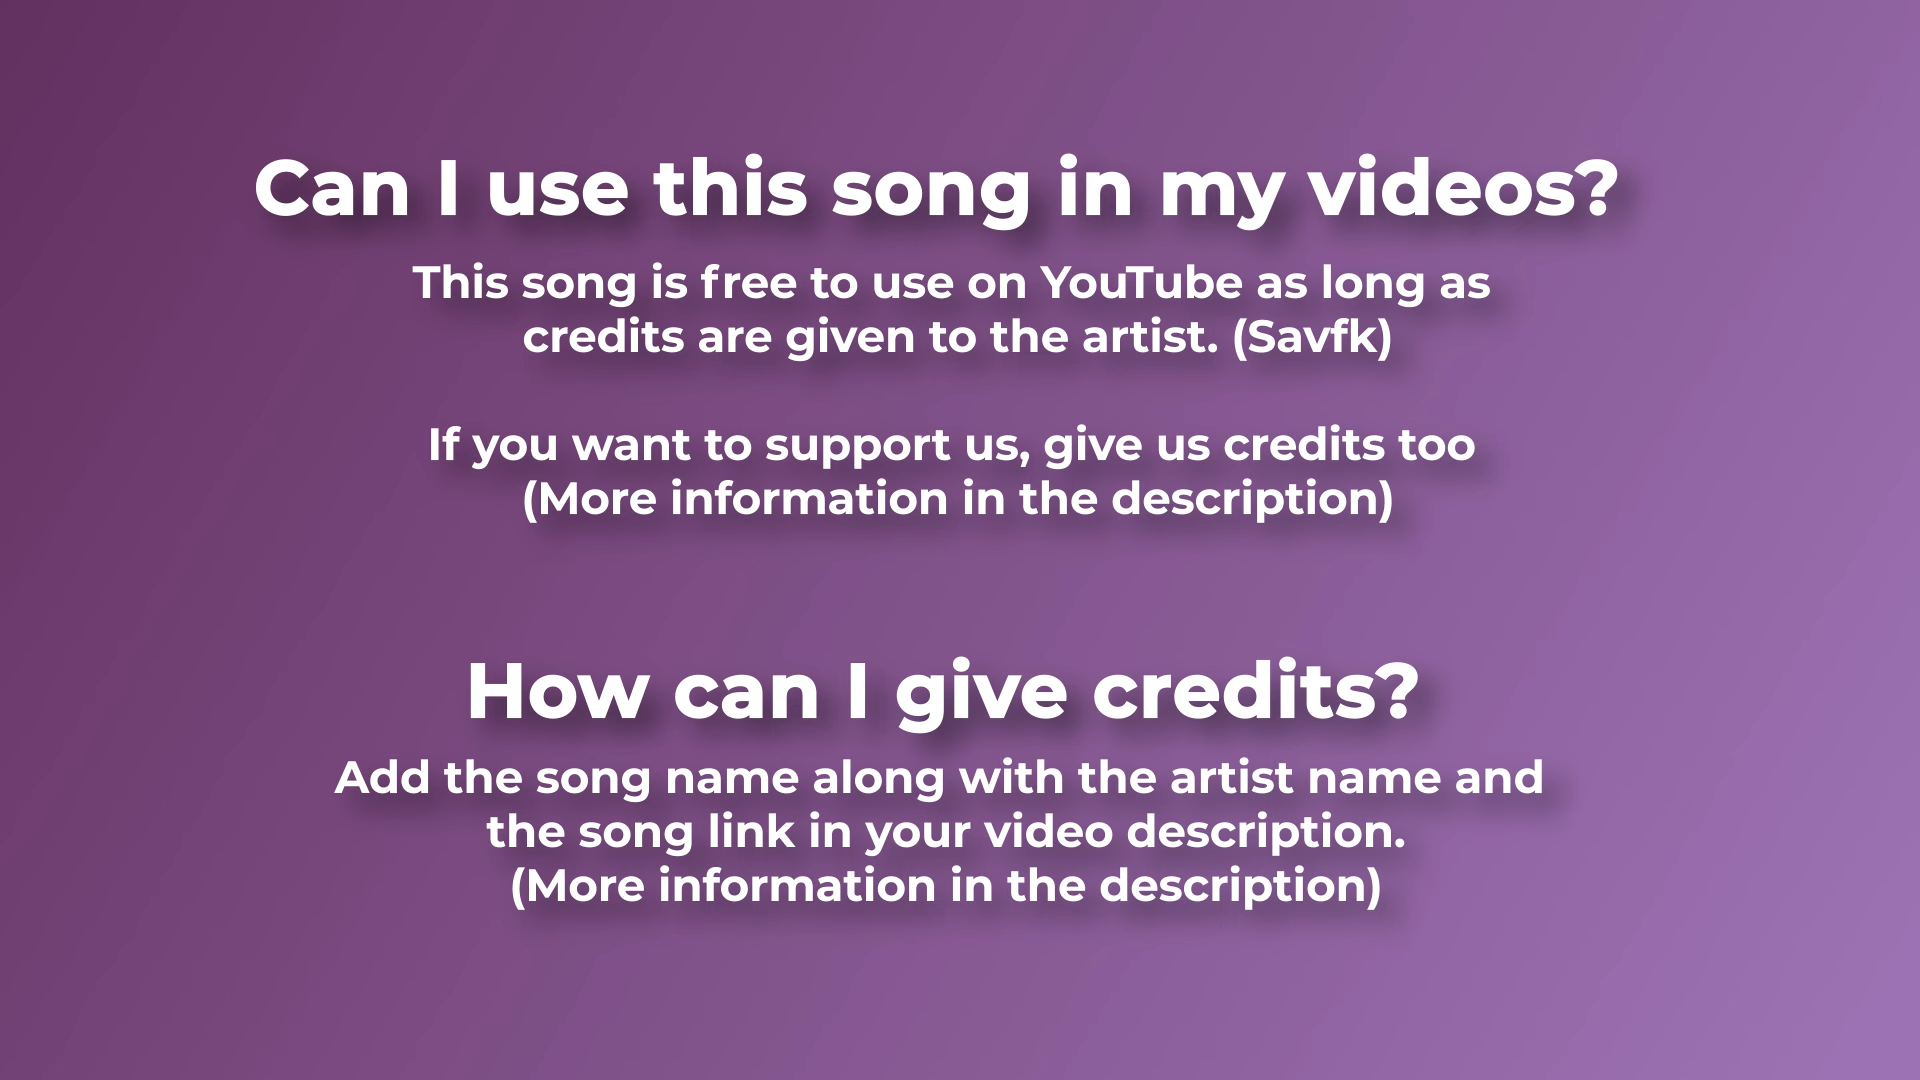 Can I use this song in my videos?
This song is free to use on YouTube as long as
credits are given to the artist. (Savfk)
If you want to support us, give us credits too
(More information in the description)
How can I give credits?
Add the song name along with the artist name and
the song link in your video description.
(More information in the description)